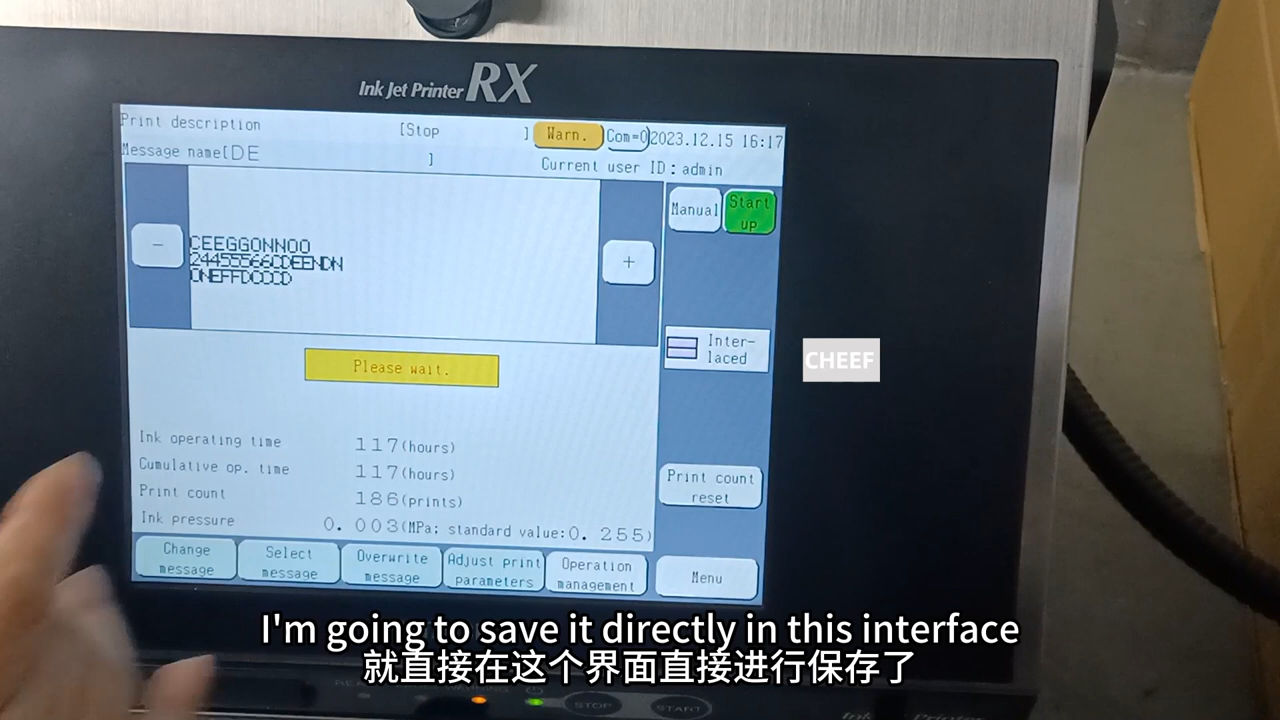 Ink Jet Printer RX
Print description [Stop ] Warn. Com=0 2023.12.15 16:17
Message name[DE ] Current user ID:admin
Manual
Start up
-
+
CEEGGONNOO
24455566CDEENDN
ONEFFDCCCD
Inter-
laced
CHEEF
Please wait.
Ink operating time 117(hours)
Cumulative op. time 117(hours)
Print count 186(prints)
Ink pressure 0.003(MPa; standard value:0.255)
Print count
reset
Change
message
Select
message
Overwrite
message
Adjust print
parameters
Operation
management
Menu
I'm going to save it directly in this interface
就直接在这个界面直接进行保存了
STOP
START